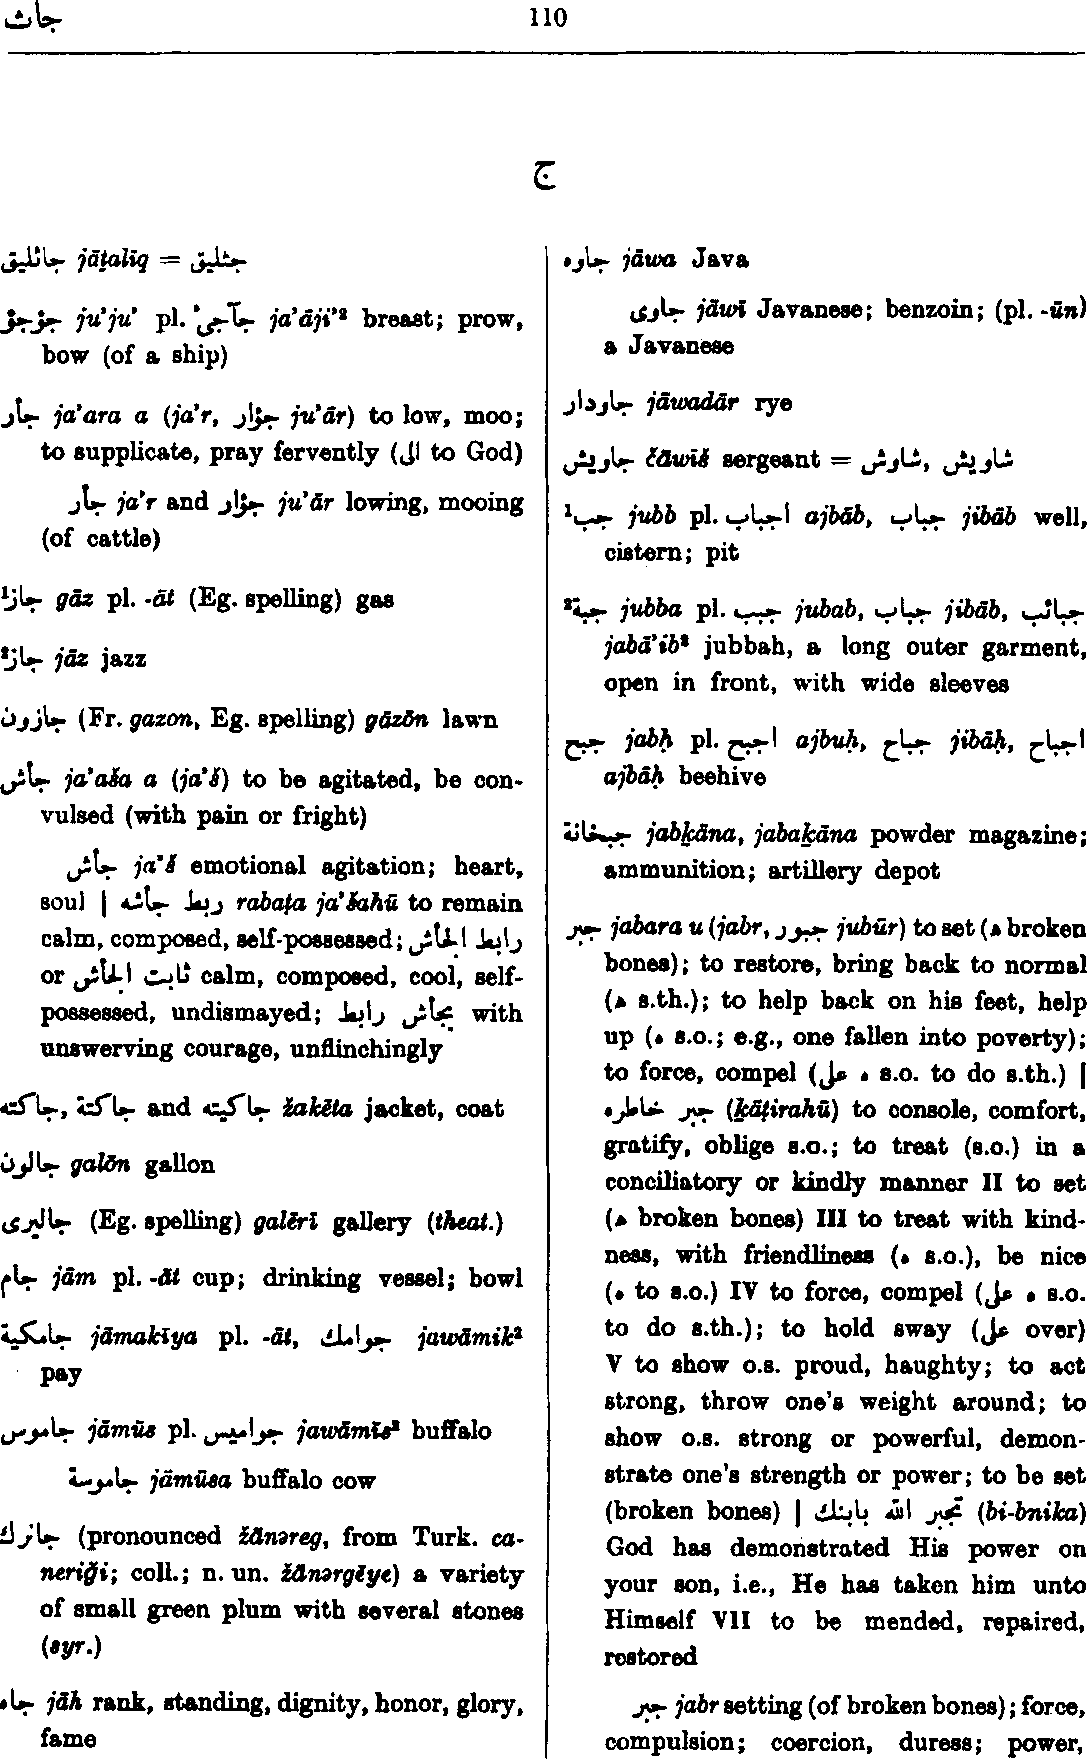 جاث
110
ج
جاثليق jāṯalīq = جثليق
جؤجؤ ju’ju’ pl. جآجئ ja’āji’² breast; prow,
bow (of a ship)
جأر ja’ara a (ja’r, جؤار ju’ār) to low, moo;
to supplicate, pray fervently (الى to God)
جأر ja’r and جؤار ju’ār lowing, mooing
(of cattle)
¹جاز gāz pl. -āt (Eg. spelling) gas
²جاز jāz jazz
جازون (Fr. gazon, Eg. spelling) gāzōn lawn
جأش ja’aša a (ja’š) to be agitated, be con-
vulsed (with pain or fright)
جأش ja’š emotional agitation; heart,
soul | ربط جأشه rabaṭa ja’šahū to remain
calm, composed, self-possessed; رابط الجأش
or ثابت الجأش calm, composed, cool, self-
possessed, undismayed; بجأش رابط with
unswerving courage, unflinchingly
جاكته, جاكتة and جاكيته žakēta jacket, coat
جالون galōn gallon
جاليرى (Eg. spelling) galērī gallery (theat.)
جام jām pl. -āt cup; drinking vessel; bowl
جامكية jāmakīya pl. -āt, جوامك jawāmik²
pay
جاموس jāmūs pl. جواميس jawāmīs² buffalo
جاموسة jāmūsa buffalo cow
جانرك (pronounced žānəreg, from Turk. ca-
neriği; coll.; n. un. žānərgēye) a variety
of small green plum with several stones
(syr.)
جاه jāh rank, standing, dignity, honor, glory,
fame
جاوه jāwa Java
جاوى jāwī Javanese; benzoin; (pl. -ūn)
a Javanese
جاودار jāwadār rye
جاويش čāwīš sergeant = شاويش, شاوش
¹جب jubb pl. اجباب ajbāb, جباب jibāb well,
cistern; pit
²جبة jubba pl. جبب jubab, جباب jibāb, جبائب
jabā’ib² jubbah, a long outer garment,
open in front, with wide sleeves
جبح jabḥ pl. اجبح ajbuḥ, جباح jibāḥ, اجباح
ajbāḥ beehive
جبخانة jabḵāna, jabaḵāna powder magazine;
ammunition; artillery depot
جبر jabara u (jabr, جبور jubūr) to set (ه broken
bones); to restore, bring back to normal
(ه s.th.); to help back on his feet, help
up (ه s.o.; e.g., one fallen into poverty);
to force, compel (على ه s.o. to do s.th.) |
جبر خاطره (ḵāṭirahū) to console, comfort,
gratify, oblige s.o.; to treat (s.o.) in a
conciliatory or kindly manner II to set
(ه broken bones) III to treat with kind-
ness, with friendliness (ه s.o.), be nice
(ه to s.o.) IV to force, compel (على ه s.o.
to do s.th.); to hold sway (على over)
V to show o.s. proud, haughty; to act
strong, throw one’s weight around; to
show o.s. strong or powerful, demon-
strate one’s strength or power; to be set
(broken bones) | تجبر الله بابنك (bi-bnika)
God has demonstrated His power on
your son, i.e., He has taken him unto
Himself VII to be mended, repaired,
restored
جبر jabr setting (of broken bones); force,
compulsion; coercion, duress; power,